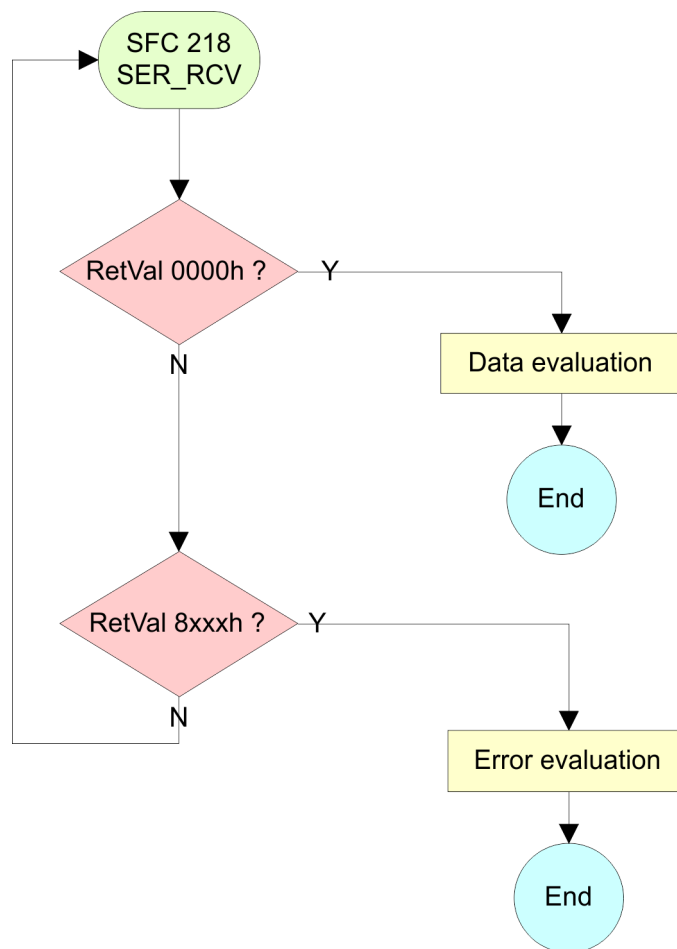 SFC 218
SER_RCV
RetVal 0000h ?
Y
N
Data evaluation
End
RetVal 8xxxh ?
Y
N
Error evaluation
End